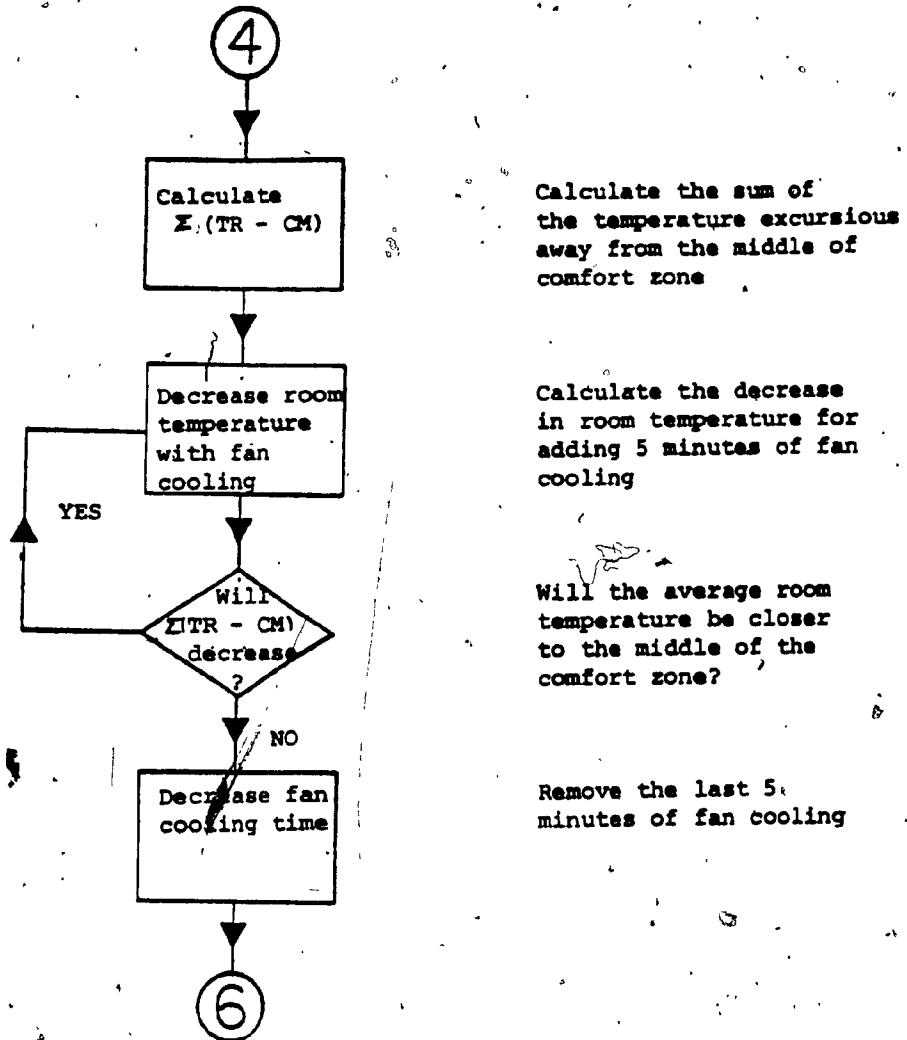 4
Calculate
Σ (TR - CM)
Calculate the sum of
the temperature excursious
away from the middle of
comfort zone
Decrease room
temperature
with fan
cooling
Calculate the decrease
in room temperature for
adding 5 minutes of fan
cooling
YES
Will
Σ(TR - CM)
decrease
?
Will the average room
temperature be closer
to the middle of the
comfort zone?
NO
Decrease fan
cooling time
Remove the last 5
minutes of fan cooling
6